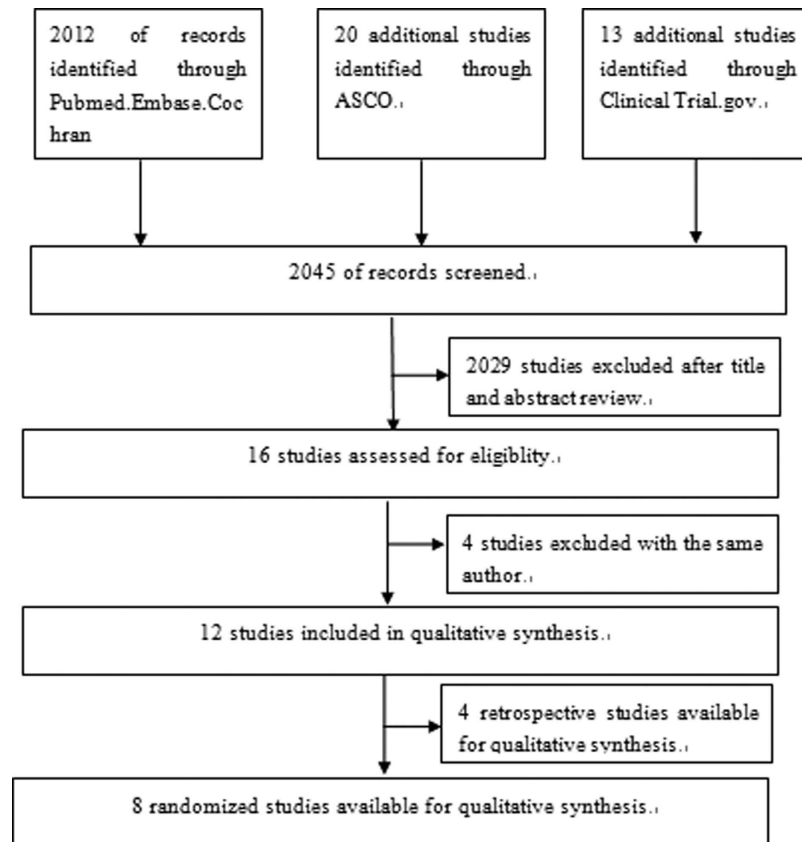 2012 of records
identified through
Pubmed.Embase.Coc
hran
20 additional studies
identified through
ASCO.
13 additional studies
identified through
Clinical Trial.gov.
2045 of records screened.
2029 studies excluded after title
and abstract review.
16 studies assessed for eligiblity.
4 studies excluded with the same
author.
12 studies included in qualitative synthesis.
4 retrospective studies available
for qualitative synthesis.
8 randomized studies available for qualitative synthesis.